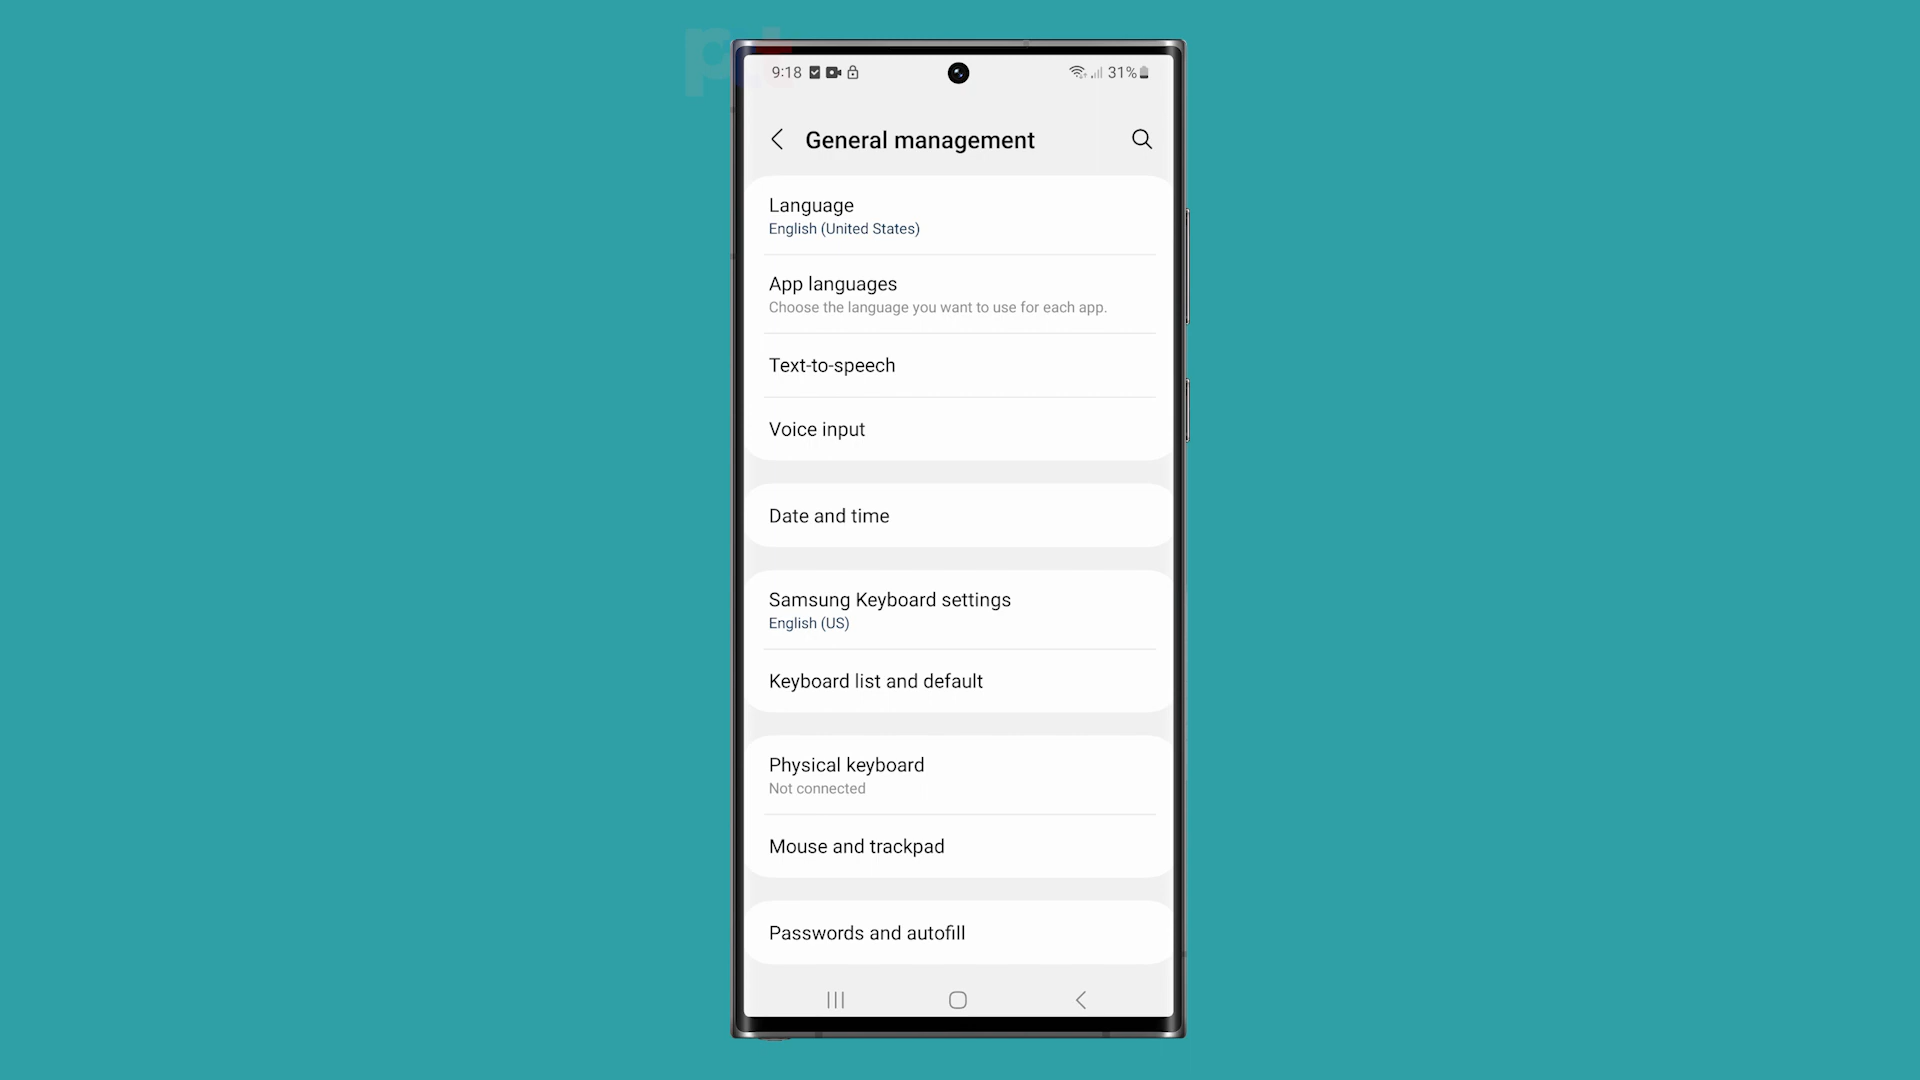 9:18 31%
General management
Language
English (United States)
App languages
Choose the language you want to use for each app.
Text-to-speech
Voice input
Date and time
Samsung Keyboard settings
English (US)
Keyboard list and default
Physical keyboard
Not connected
Mouse and trackpad
Passwords and autofill